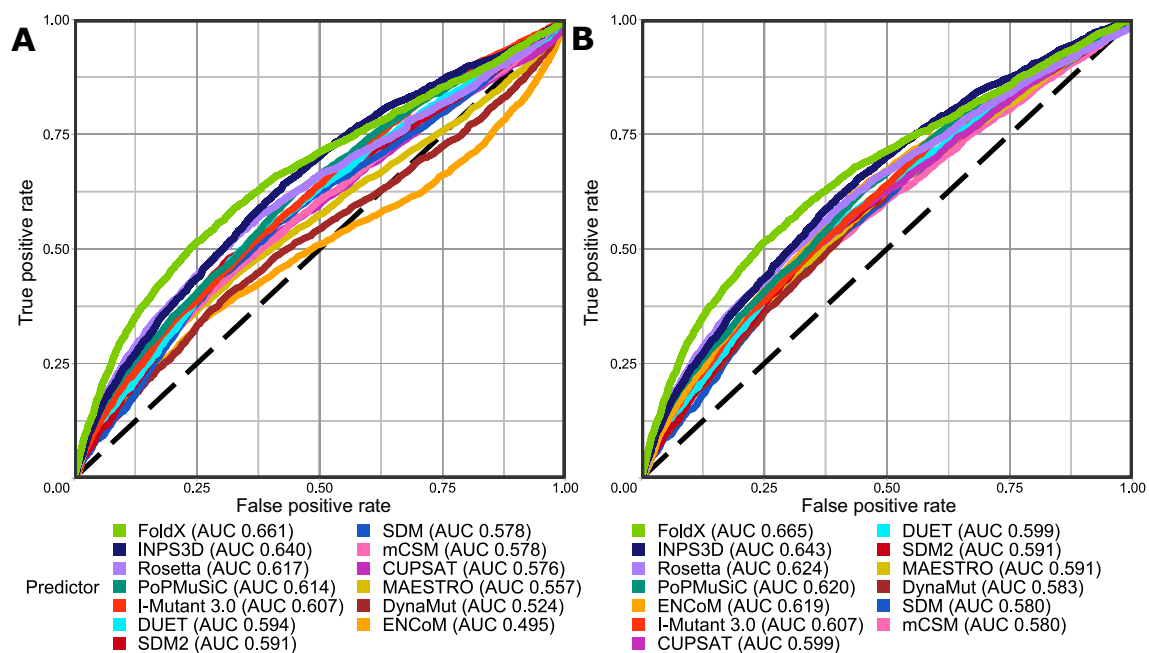 A
B
1.00
0.75
0.50
0.25
0.00
0.25
0.50
0.75
1.00
True positive rate
False positive rate
1.00
0.75
0.50
0.25
0.00
0.25
0.50
0.75
1.00
True positive rate
False positive rate
Predictor
FoldX (AUC 0.661)
INPS3D (AUC 0.640)
Rosetta (AUC 0.617)
PoPMuSiC (AUC 0.614)
I-Mutant 3.0 (AUC 0.607)
DUET (AUC 0.594)
SDM2 (AUC 0.591)
SDM (AUC 0.578)
mCSM (AUC 0.578)
CUPSAT (AUC 0.576)
MAESTRO (AUC 0.557)
DynaMut (AUC 0.524)
ENCoM (AUC 0.495)
FoldX (AUC 0.665)
INPS3D (AUC 0.643)
Rosetta (AUC 0.624)
PoPMuSiC (AUC 0.620)
ENCoM (AUC 0.619)
I-Mutant 3.0 (AUC 0.607)
CUPSAT (AUC 0.599)
DUET (AUC 0.599)
SDM2 (AUC 0.591)
MAESTRO (AUC 0.591)
DynaMut (AUC 0.583)
SDM (AUC 0.580)
mCSM (AUC 0.580)